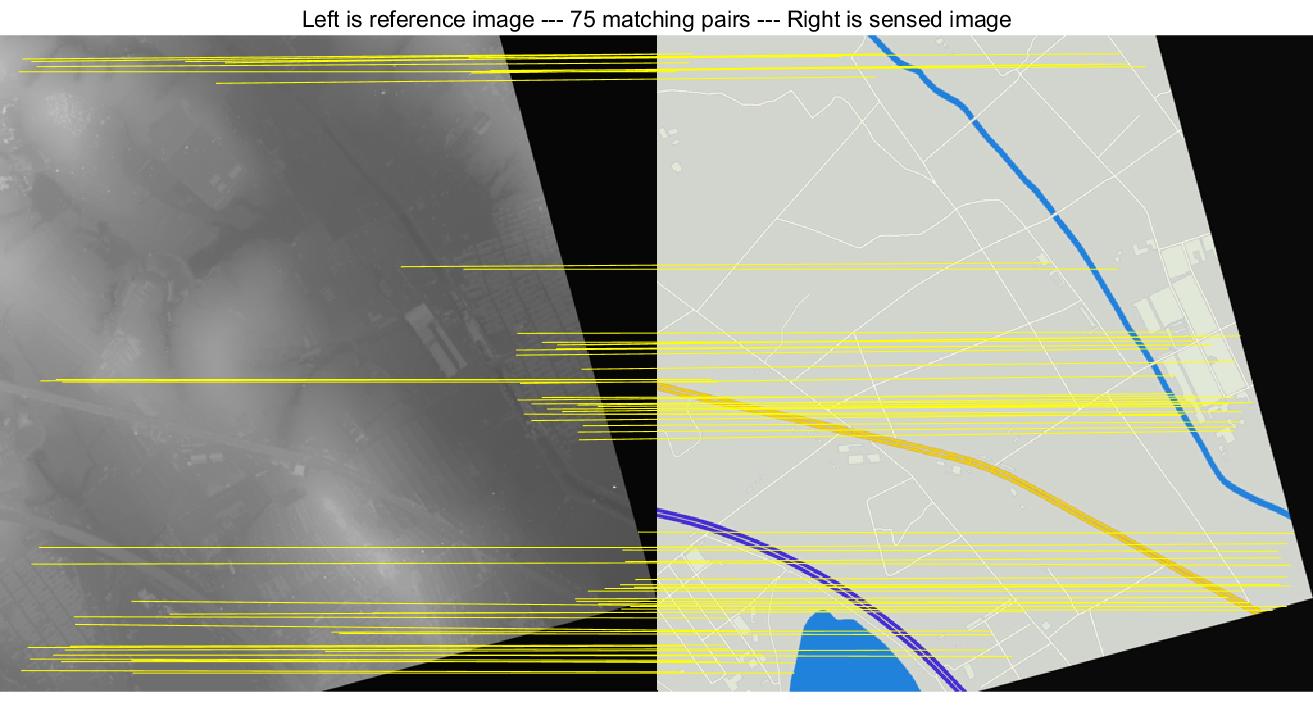 Left is reference image --- 75 matching pairs --- Right is sensed image